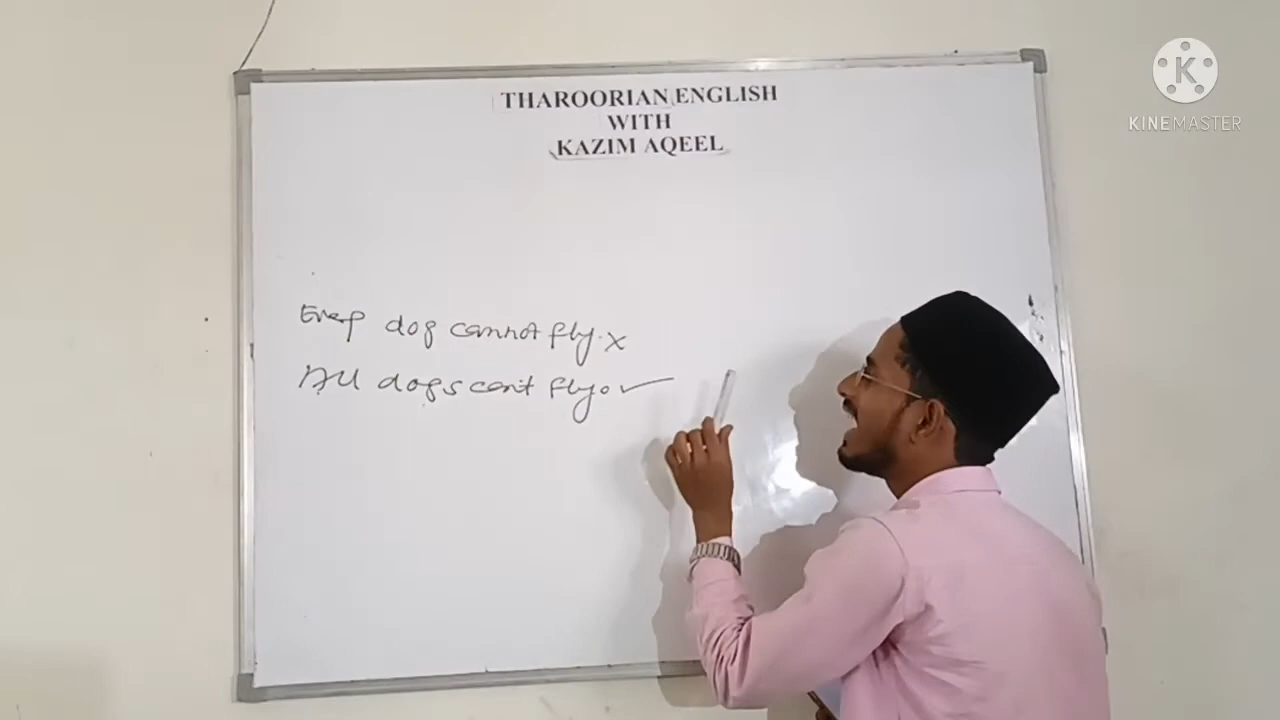 THAROORIAN ENGLISH
WITH
KAZIM AQEEL
KINEMASTER
Every dog cannot fly. x
All dogs can't fly. ✓